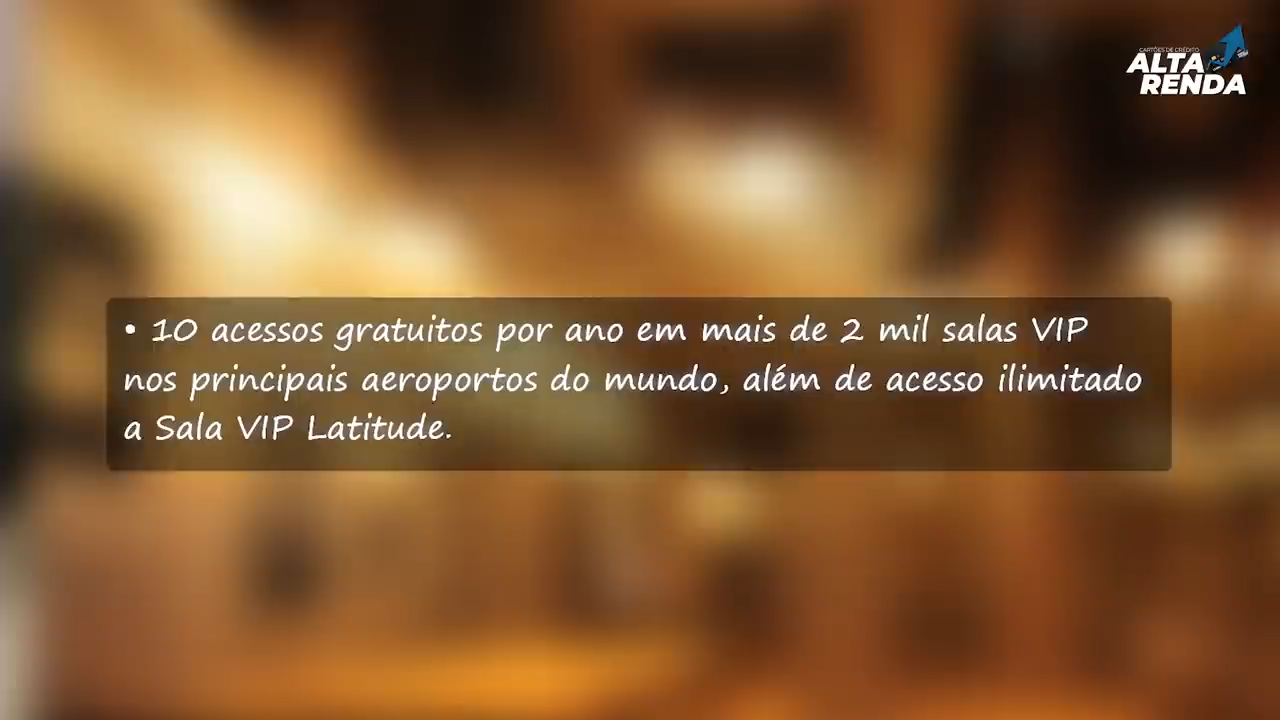 CARTÕES DE CRÉDITO
ALTA
RENDA
• 10 acessos gratuitos por ano em mais de 2 mil salas VIP
nos principais aeroportos do mundo, além de acesso ilimitado
a Sala VIP Latitude.